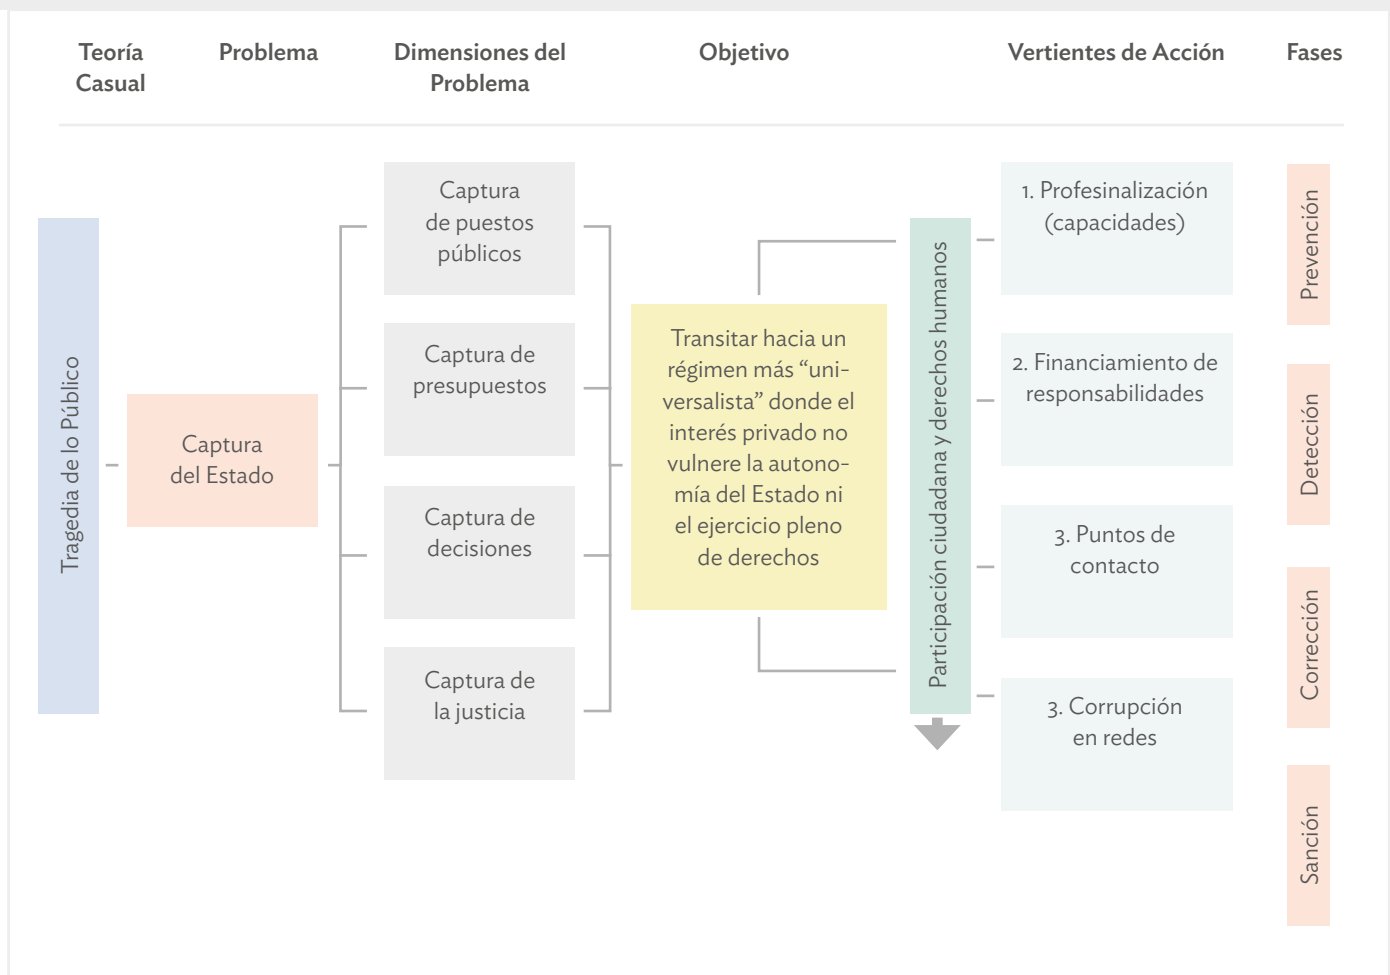 Teoría
Casual
Problema
Dimensiones del
Problema
Objetivo
Vertientes de Acción
Fases
Tragedia de lo Público
Captura
del Estado
Captura
de puestos
públicos
Captura de
presupuestos
Captura de
decisiones
Captura de
la justicia
Transitar hacia un
régimen más “uni-
versalista” donde el
interés privado no
vulnere la autono-
mía del Estado ni
el ejercicio pleno
de derechos
Participación ciudadana y derechos humanos
1. Profesinalización
(capacidades)
2. Financiamiento de
responsabilidades
3. Puntos de
contacto
3. Corrupción
en redes
Prevención
Detección
Corrección
Sanción